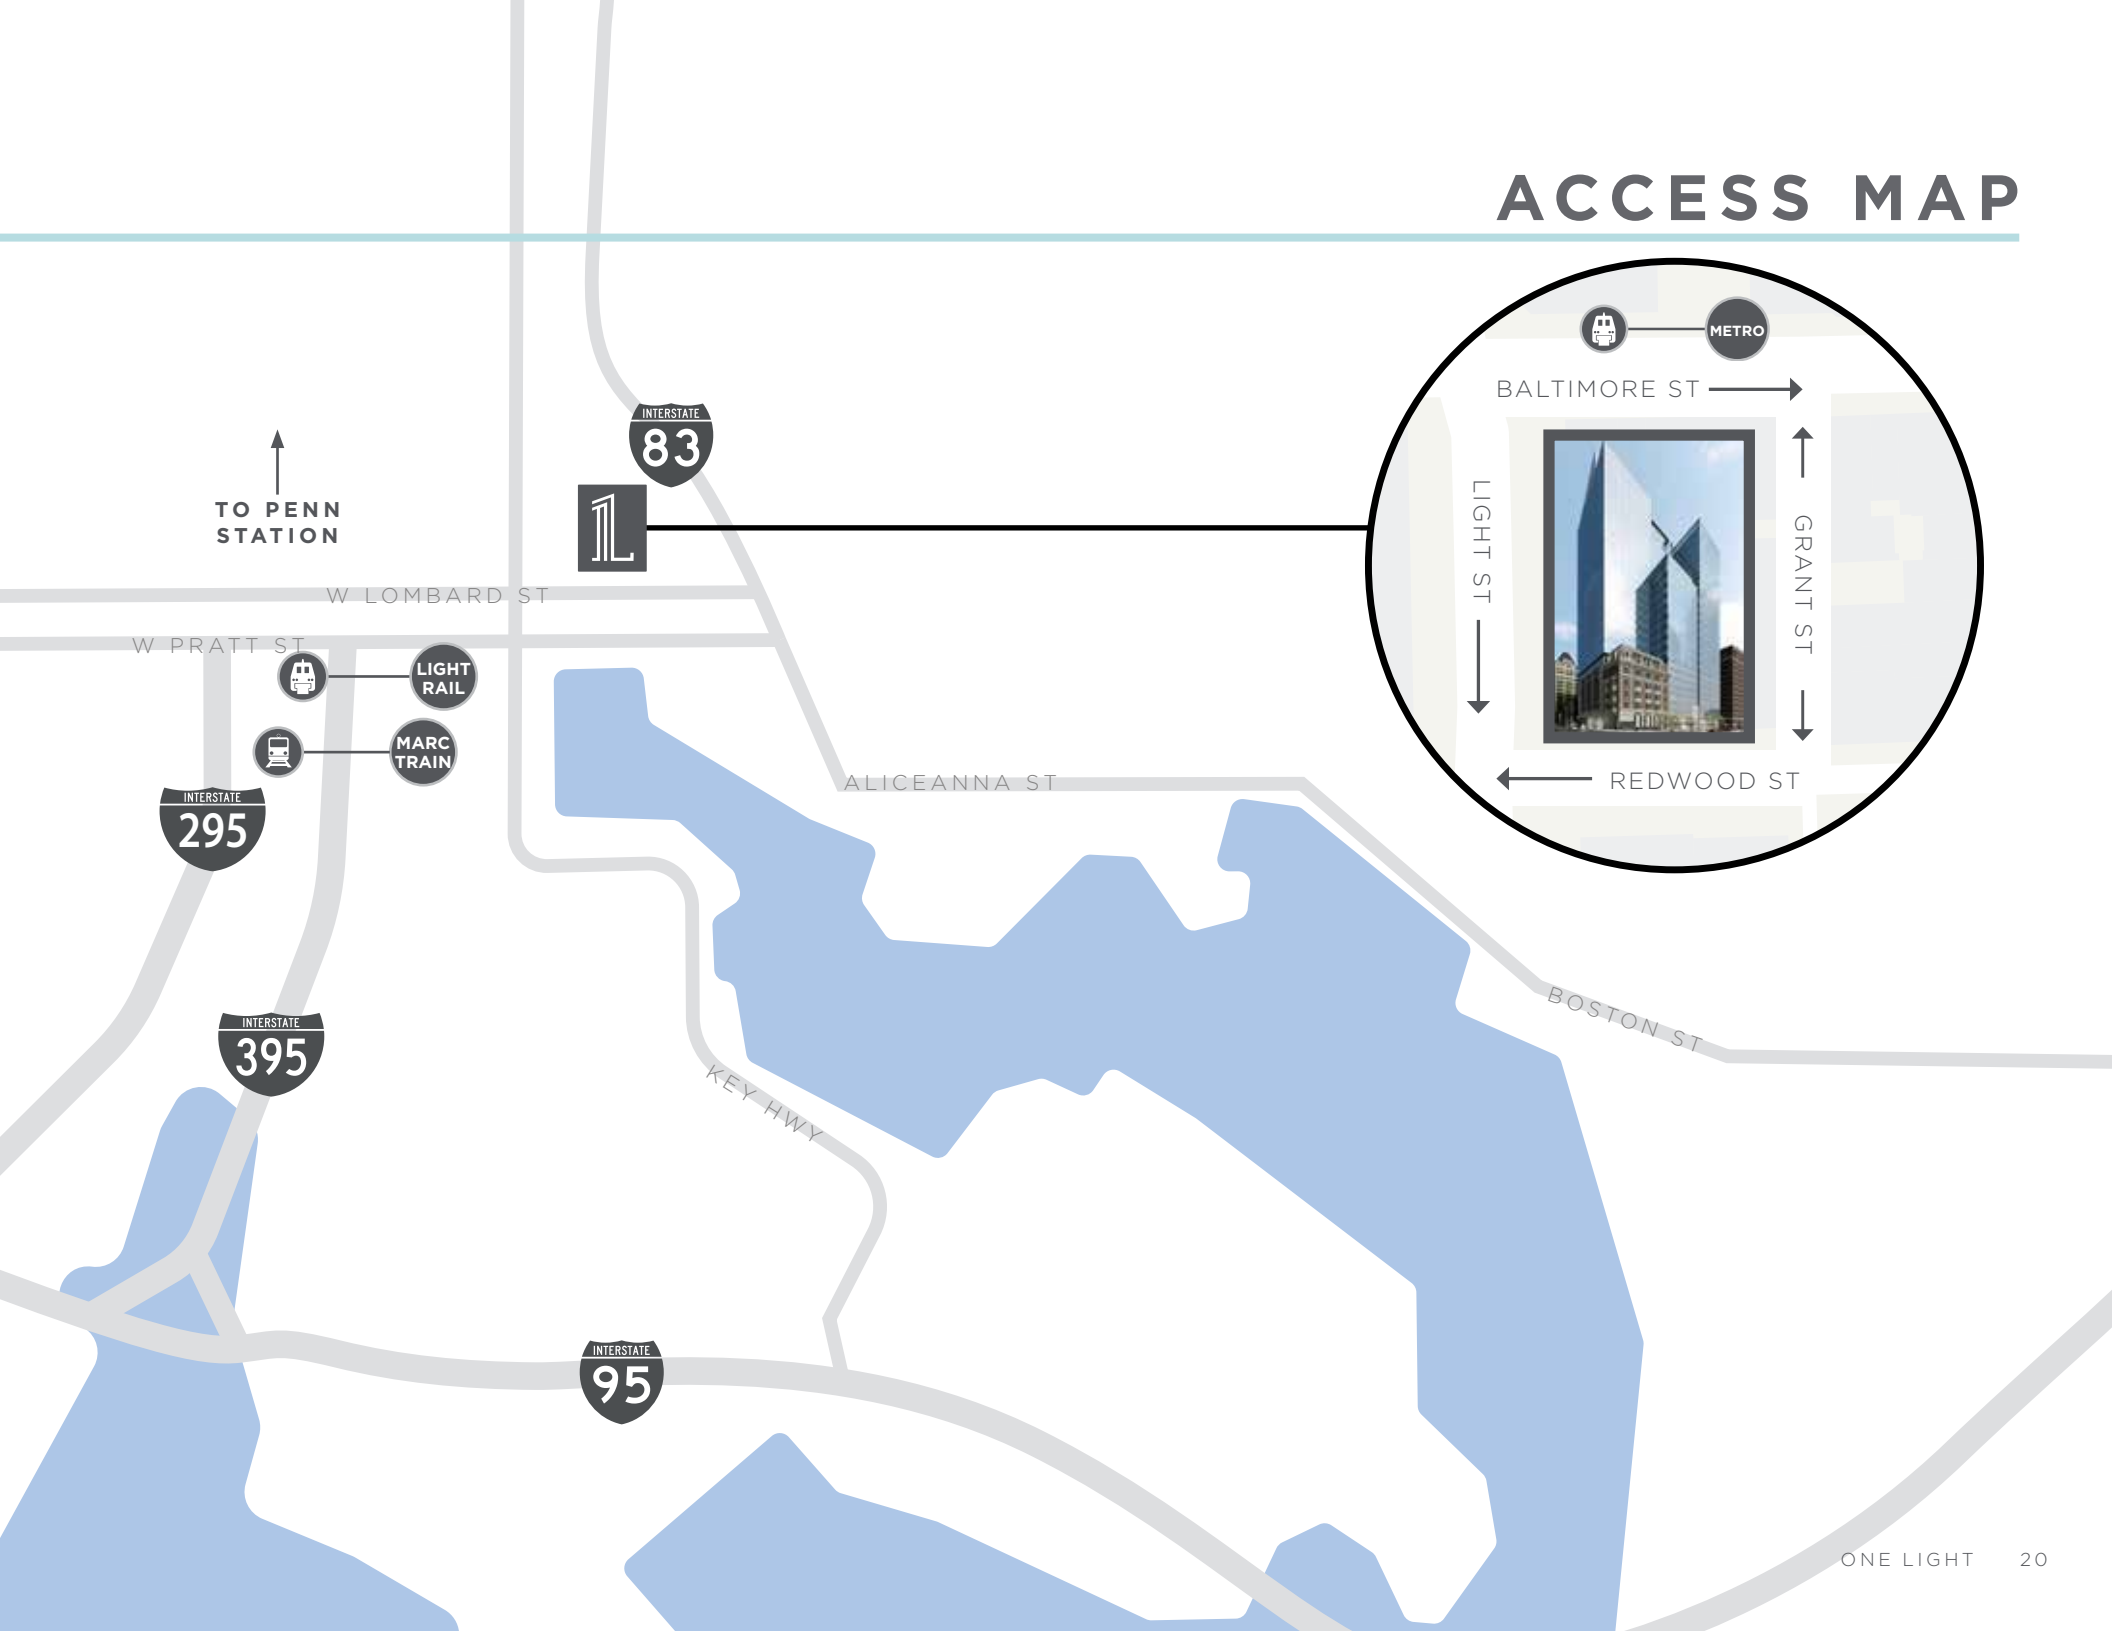 ACCESS MAP
METRO
BALTIMORE ST
LIGHT ST
GRANT ST
REDWOOD ST
INTERSTATE
83
TO PENN
STATION
1L
W LOMBARD ST
W PRATT ST
LIGHT
RAIL
MARC
TRAIN
INTERSTATE
295
ALICEANNA ST
BOSTON ST
INTERSTATE
395
KEY HWY
INTERSTATE
95
ONE LIGHT 20